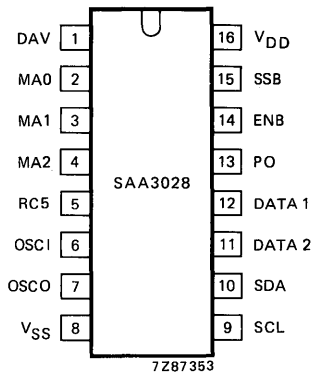 DAV 1 16 VDD
MA0 2 15 SSB
MA1 3 14 ENB
MA2 4 13 PO
SAA3028
RC5 5 12 DATA 1
OSCI 6 11 DATA 2
OSCO 7 10 SDA
VSS 8 9 SCL
7Z87353